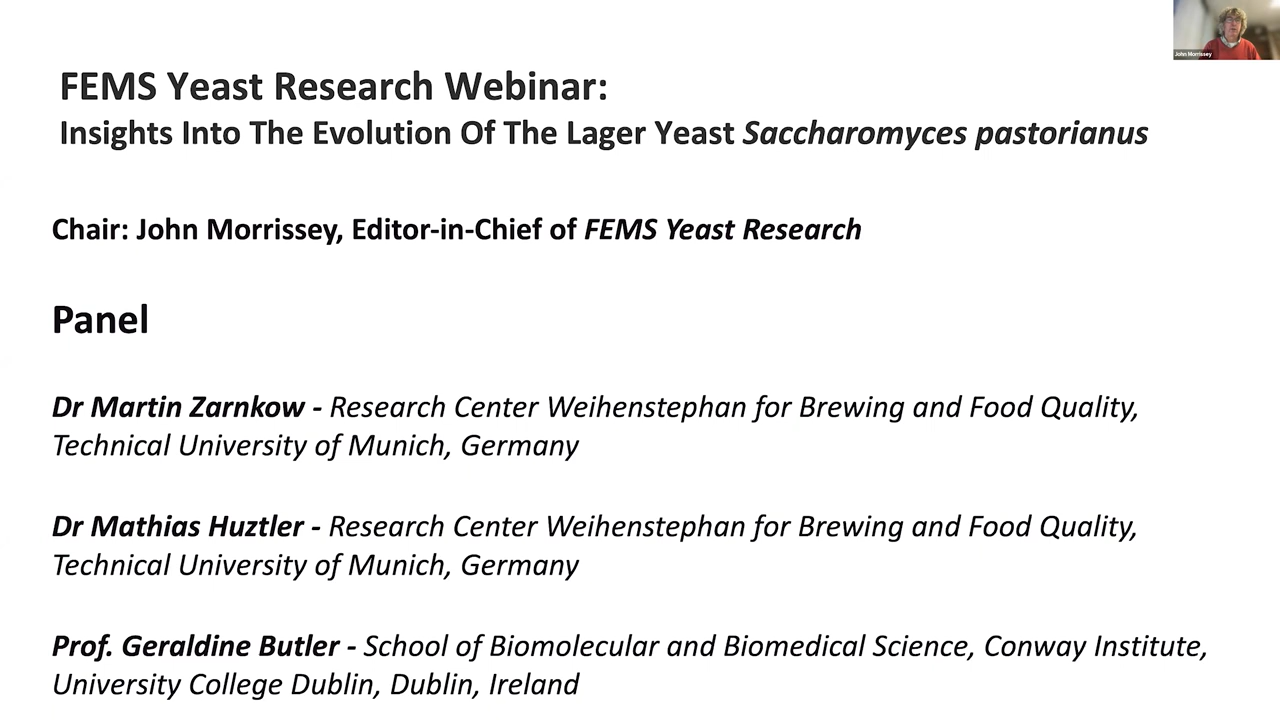 John Morrissey
FEMS Yeast Research Webinar:
Insights Into The Evolution Of The Lager Yeast Saccharomyces pastorianus
Chair: John Morrissey, Editor-in-Chief of FEMS Yeast Research
Panel
Dr Martin Zarnkow - Research Center Weihenstephan for Brewing and Food Quality,
Technical University of Munich, Germany
Dr Mathias Huztler - Research Center Weihenstephan for Brewing and Food Quality,
Technical University of Munich, Germany
Prof. Geraldine Butler - School of Biomolecular and Biomedical Science, Conway Institute,
University College Dublin, Dublin, Ireland